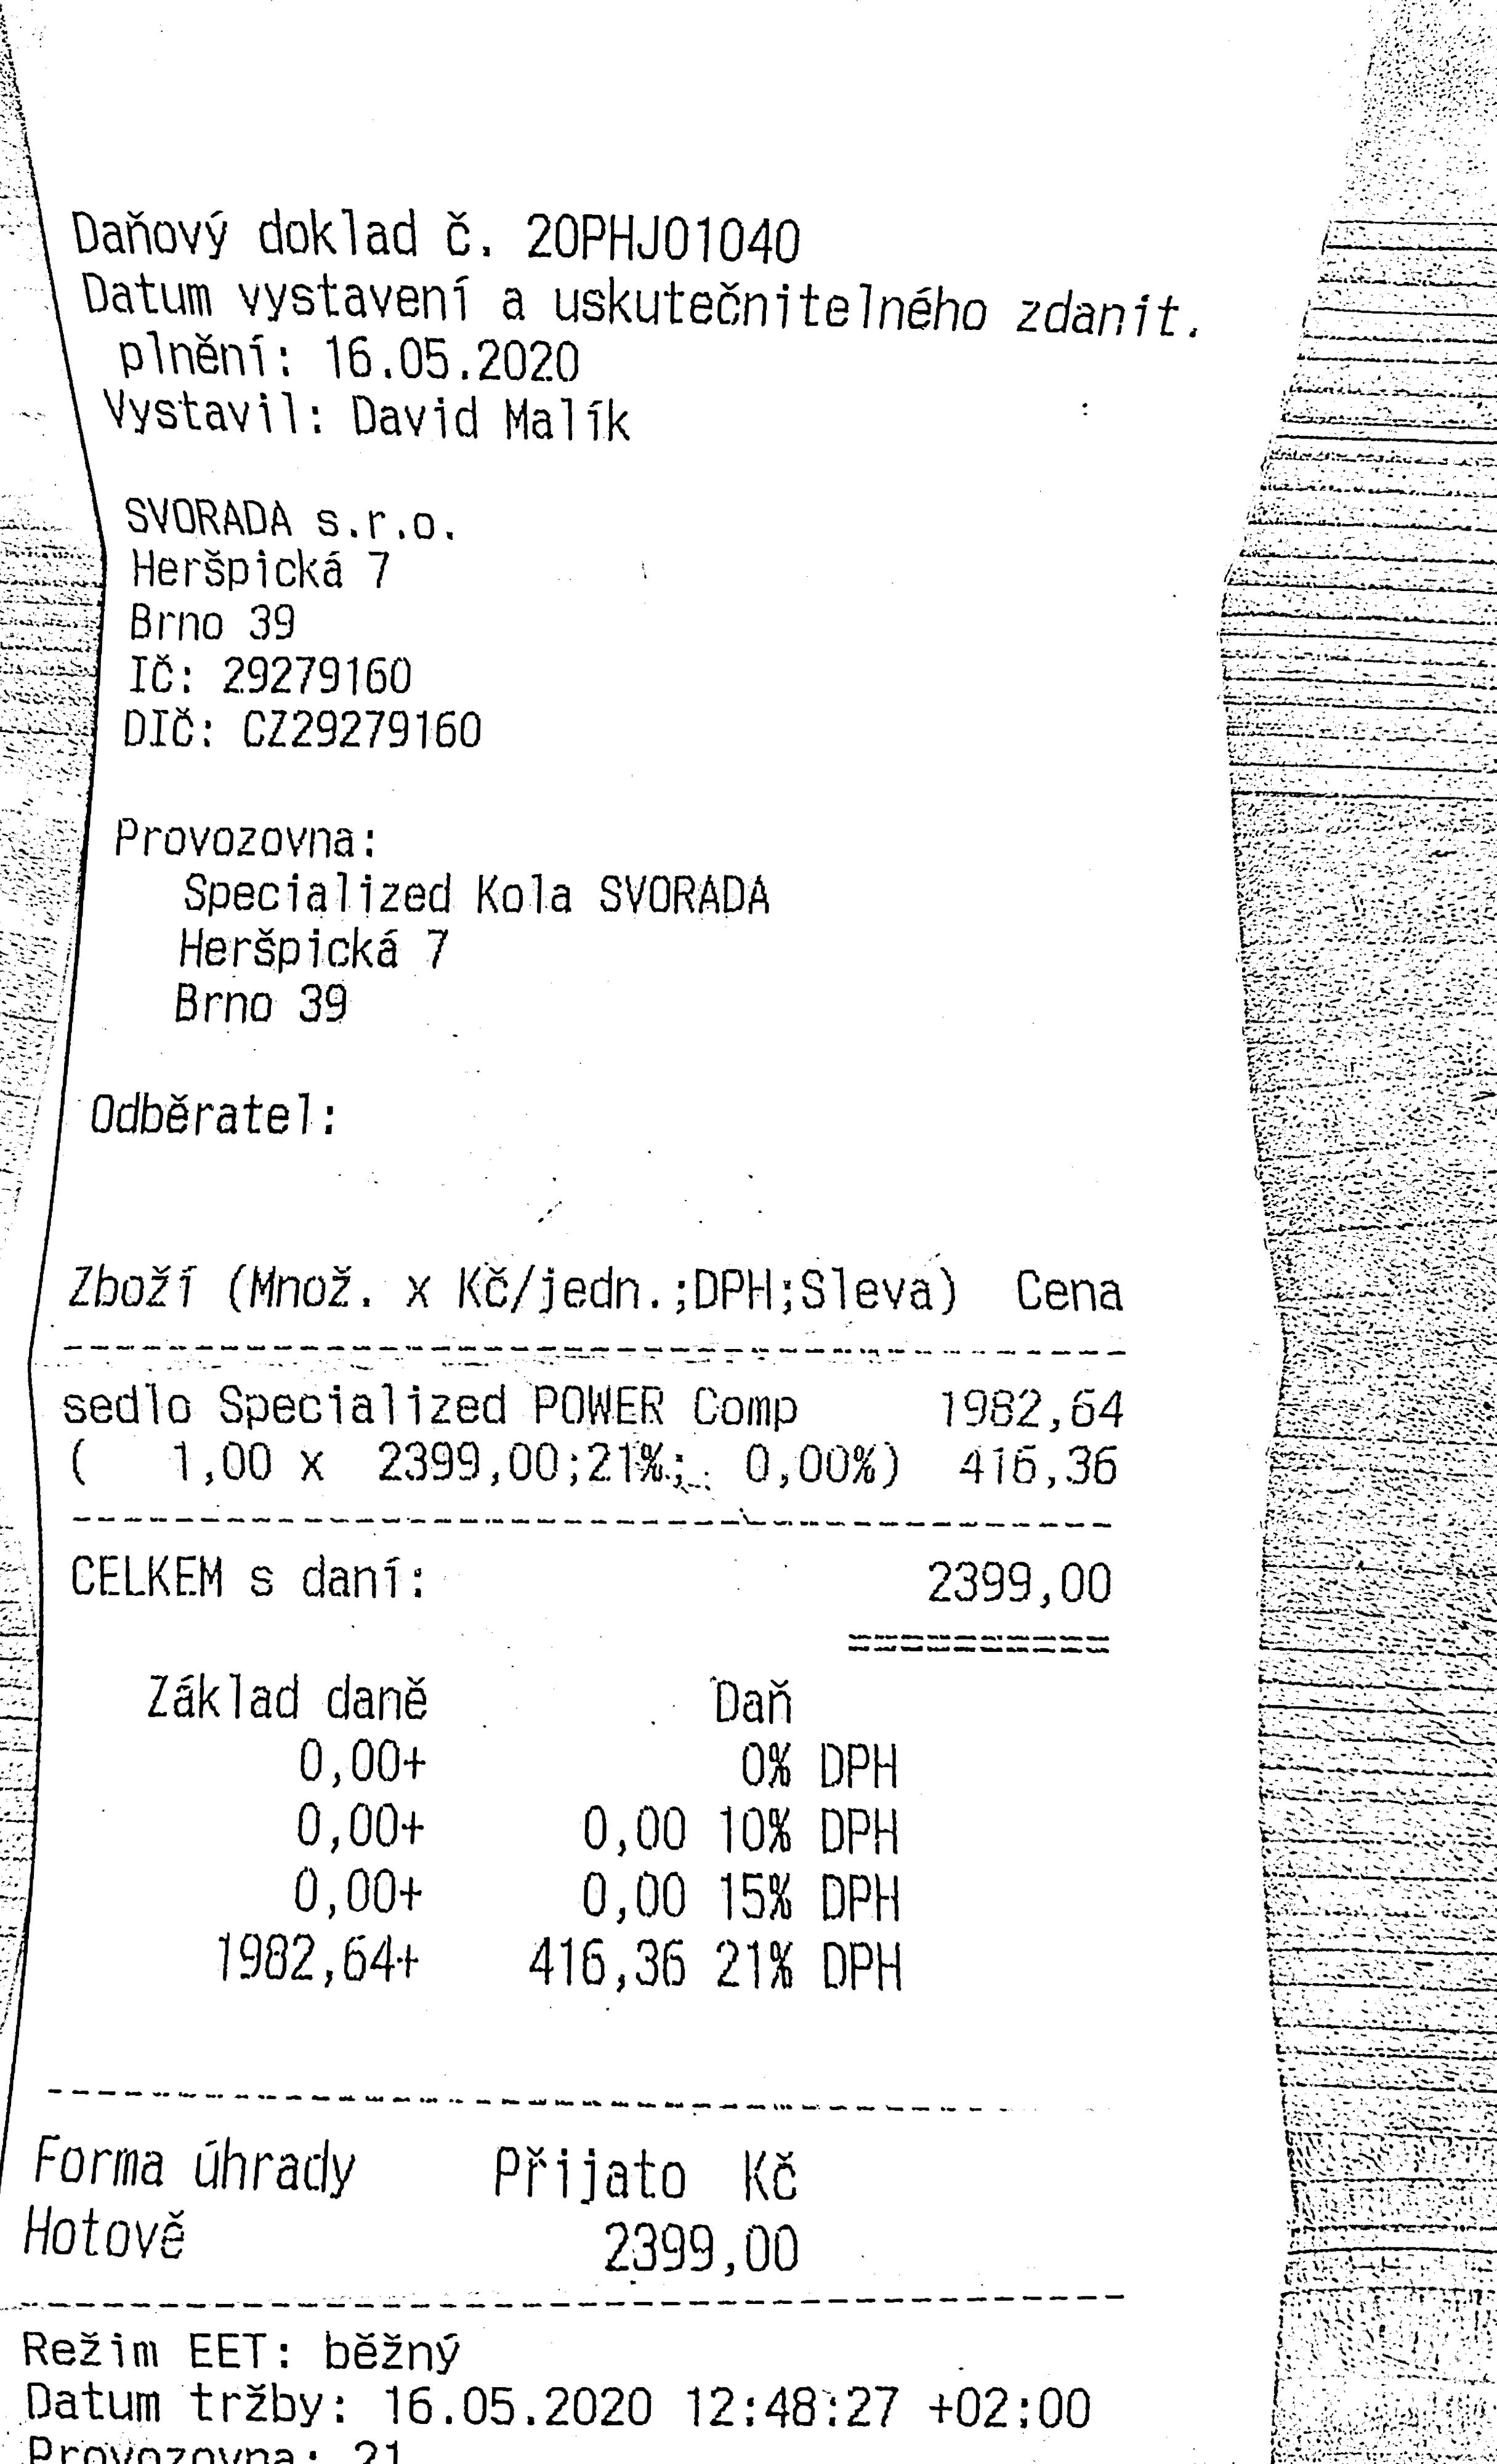 Daňový doklad č. 20PHJ01040
Datum vystavení a uskutečnitelného zdanit.
plnění: 16.05.2020
Vystavil: David Malík
SVORADA s.r.o.
Heršpická 7
Brno 39
IČ: 29279160
DIČ: CZ29279160
Provozovna:
Specialized Kola SVORADA
Heršpická 7
Brno 39
Odběratel:
Zboží (Množ. x Kč/jedn.;DPH;Sleva) Cena
----------------------------------------
sedlo Specialized POWER Comp 1982,64
( 1,00 x 2399,00;21%; 0,00%) 416,36
----------------------------------------
CELKEM s daní: 2399,00
==========
Základ daně Daň
0,00+ 0% DPH
0,00+ 0,00 10% DPH
0,00+ 0,00 15% DPH
1982,64+ 416,36 21% DPH
----------------------------------------
Forma úhrady Přijato Kč
Hotově 2399,00
----------------------------------------
Režim EET: běžný
Datum tržby: 16.05.2020 12:48:27 +02:00
Provozovna: 21